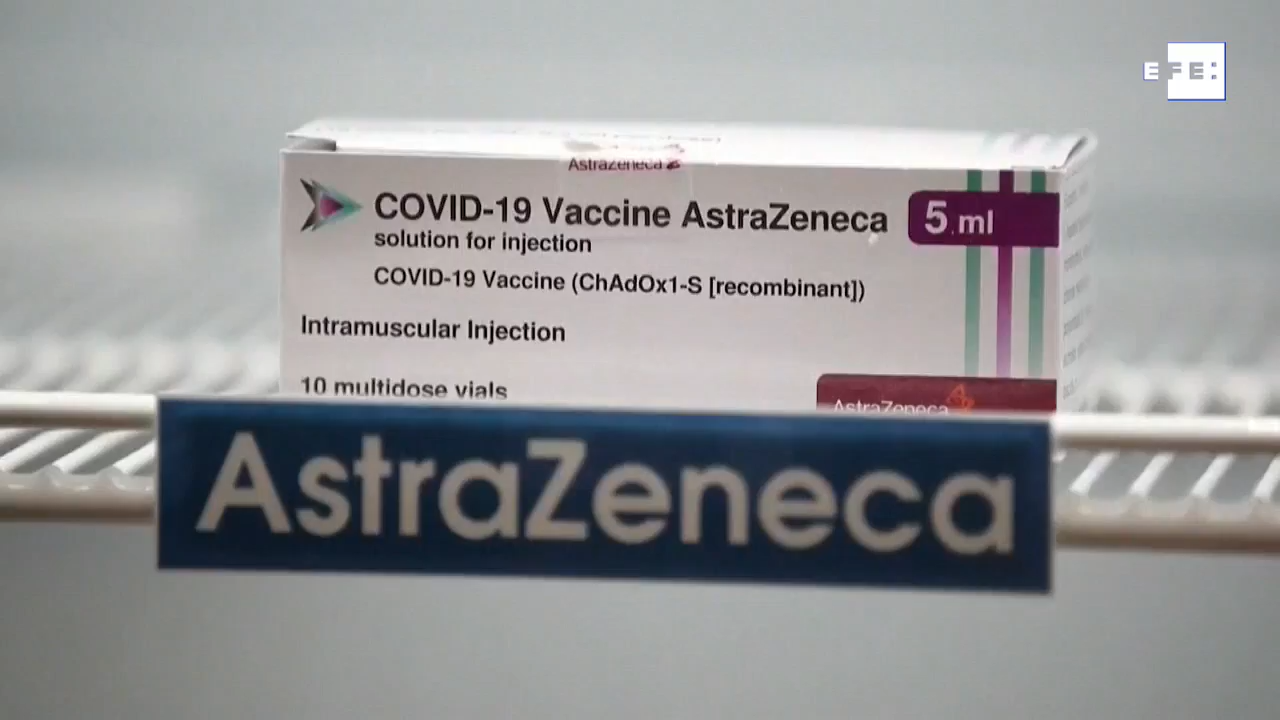 EFE:
AstraZeneca
COVID-19 Vaccine AstraZeneca
5 ml
solution for injection
COVID-19 Vaccine (ChAdOx1-S [recombinant])
Intramuscular Injection
10 multidose vials
AstraZeneca
AstraZeneca